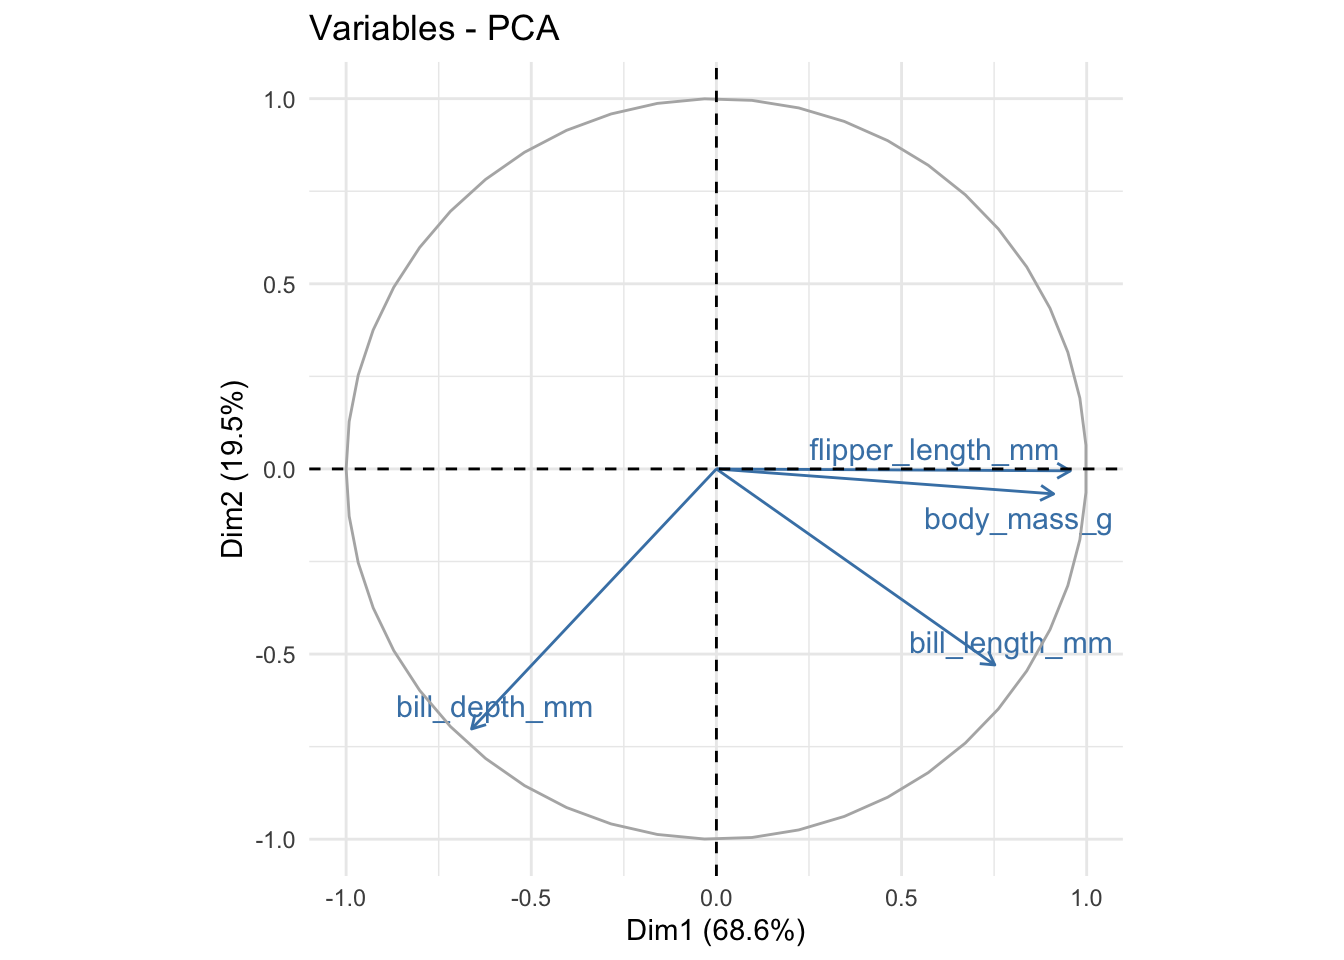 Variables - PCA
1.0
0.5
0.0
-0.5
-1.0
Dim2 (19.5%)
flipper_length_mm
body_mass_g
bill_length_mm
bill_depth_mm
-1.0
-0.5
0.0
0.5
1.0
Dim1 (68.6%)